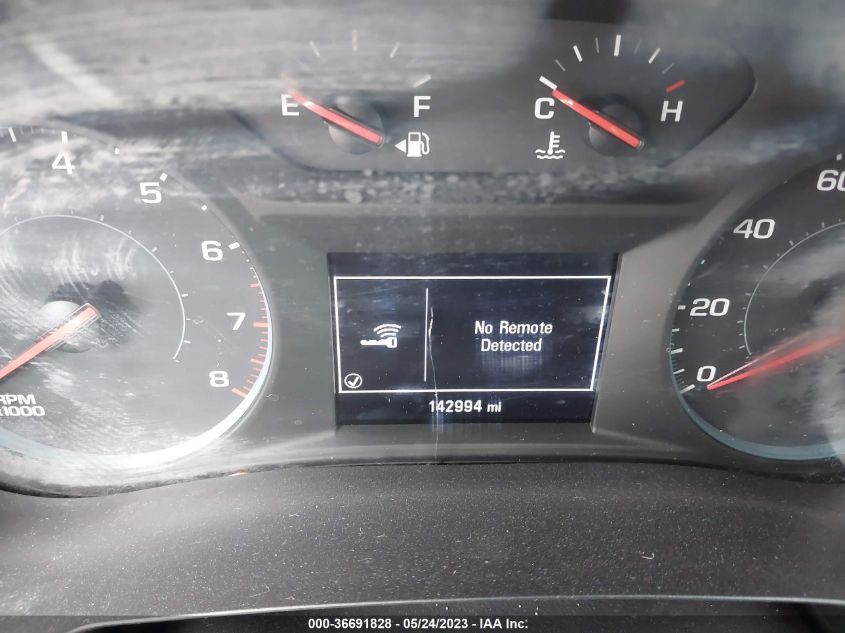 E F
C H
4
5
6
7
8
RPM
x1000
60
40
20
0
No Remote
Detected
142994 mi
000-36691828 - 05/24/2023 - IAA Inc.